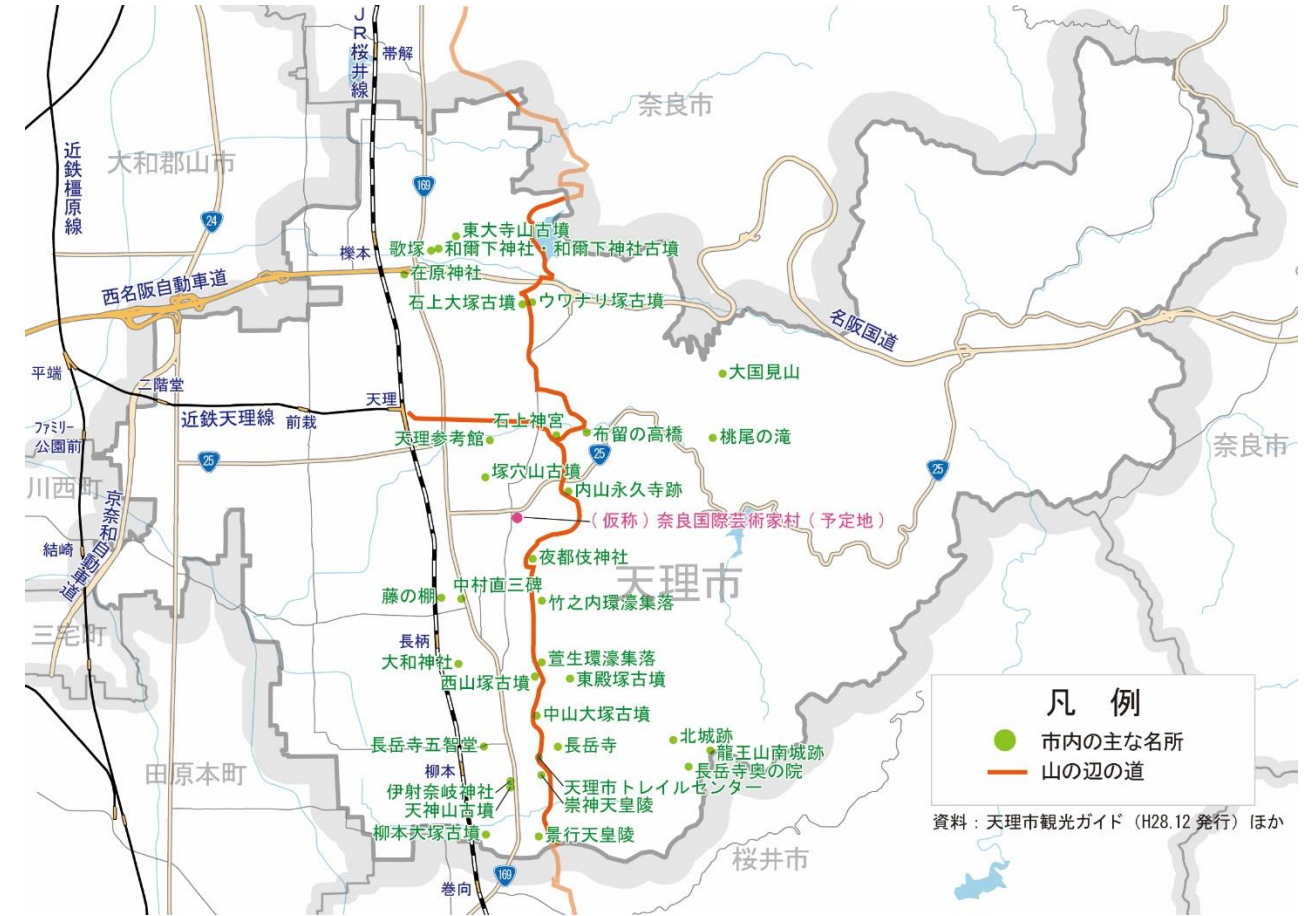 JR桜井線
帯解
奈良市
近鉄橿原線
大和郡山市
169
24
東大寺山古墳
歌塚
和爾下神社・和爾下神社古墳
櫟本
在原神社
西名阪自動車道
石上大塚古墳
ウワナリ塚古墳
名阪国道
平端
二階堂
大国見山
天理
近鉄天理線
前栽
石上神宮
ファミリー
公園前
天理参考館
布留の高橋
桃尾の滝
奈良市
25
25
25
川西町
塚穴山古墳
内山永久寺跡
京奈和自動車道
(仮称)奈良国際芸術家村(予定地)
結崎
夜都伎神社
天理市
中村直三碑
藤の棚
竹之内環濠集落
三宅町
長柄
大和神社
萱生環濠集落
西山塚古墳
東殿塚古墳
中山大塚古墳
長岳寺五智堂
長岳寺
北城跡
龍王山南城跡
長岳寺奥の院
田原本町
柳本
伊射奈岐神社
天理市トレイルセンター
天神山古墳
崇神天皇陵
柳本大塚古墳
景行天皇陵
桜井市
169
巻向
凡 例
市内の主な名所
山の辺の道
資料:天理市観光ガイド(H28.12発行)ほか